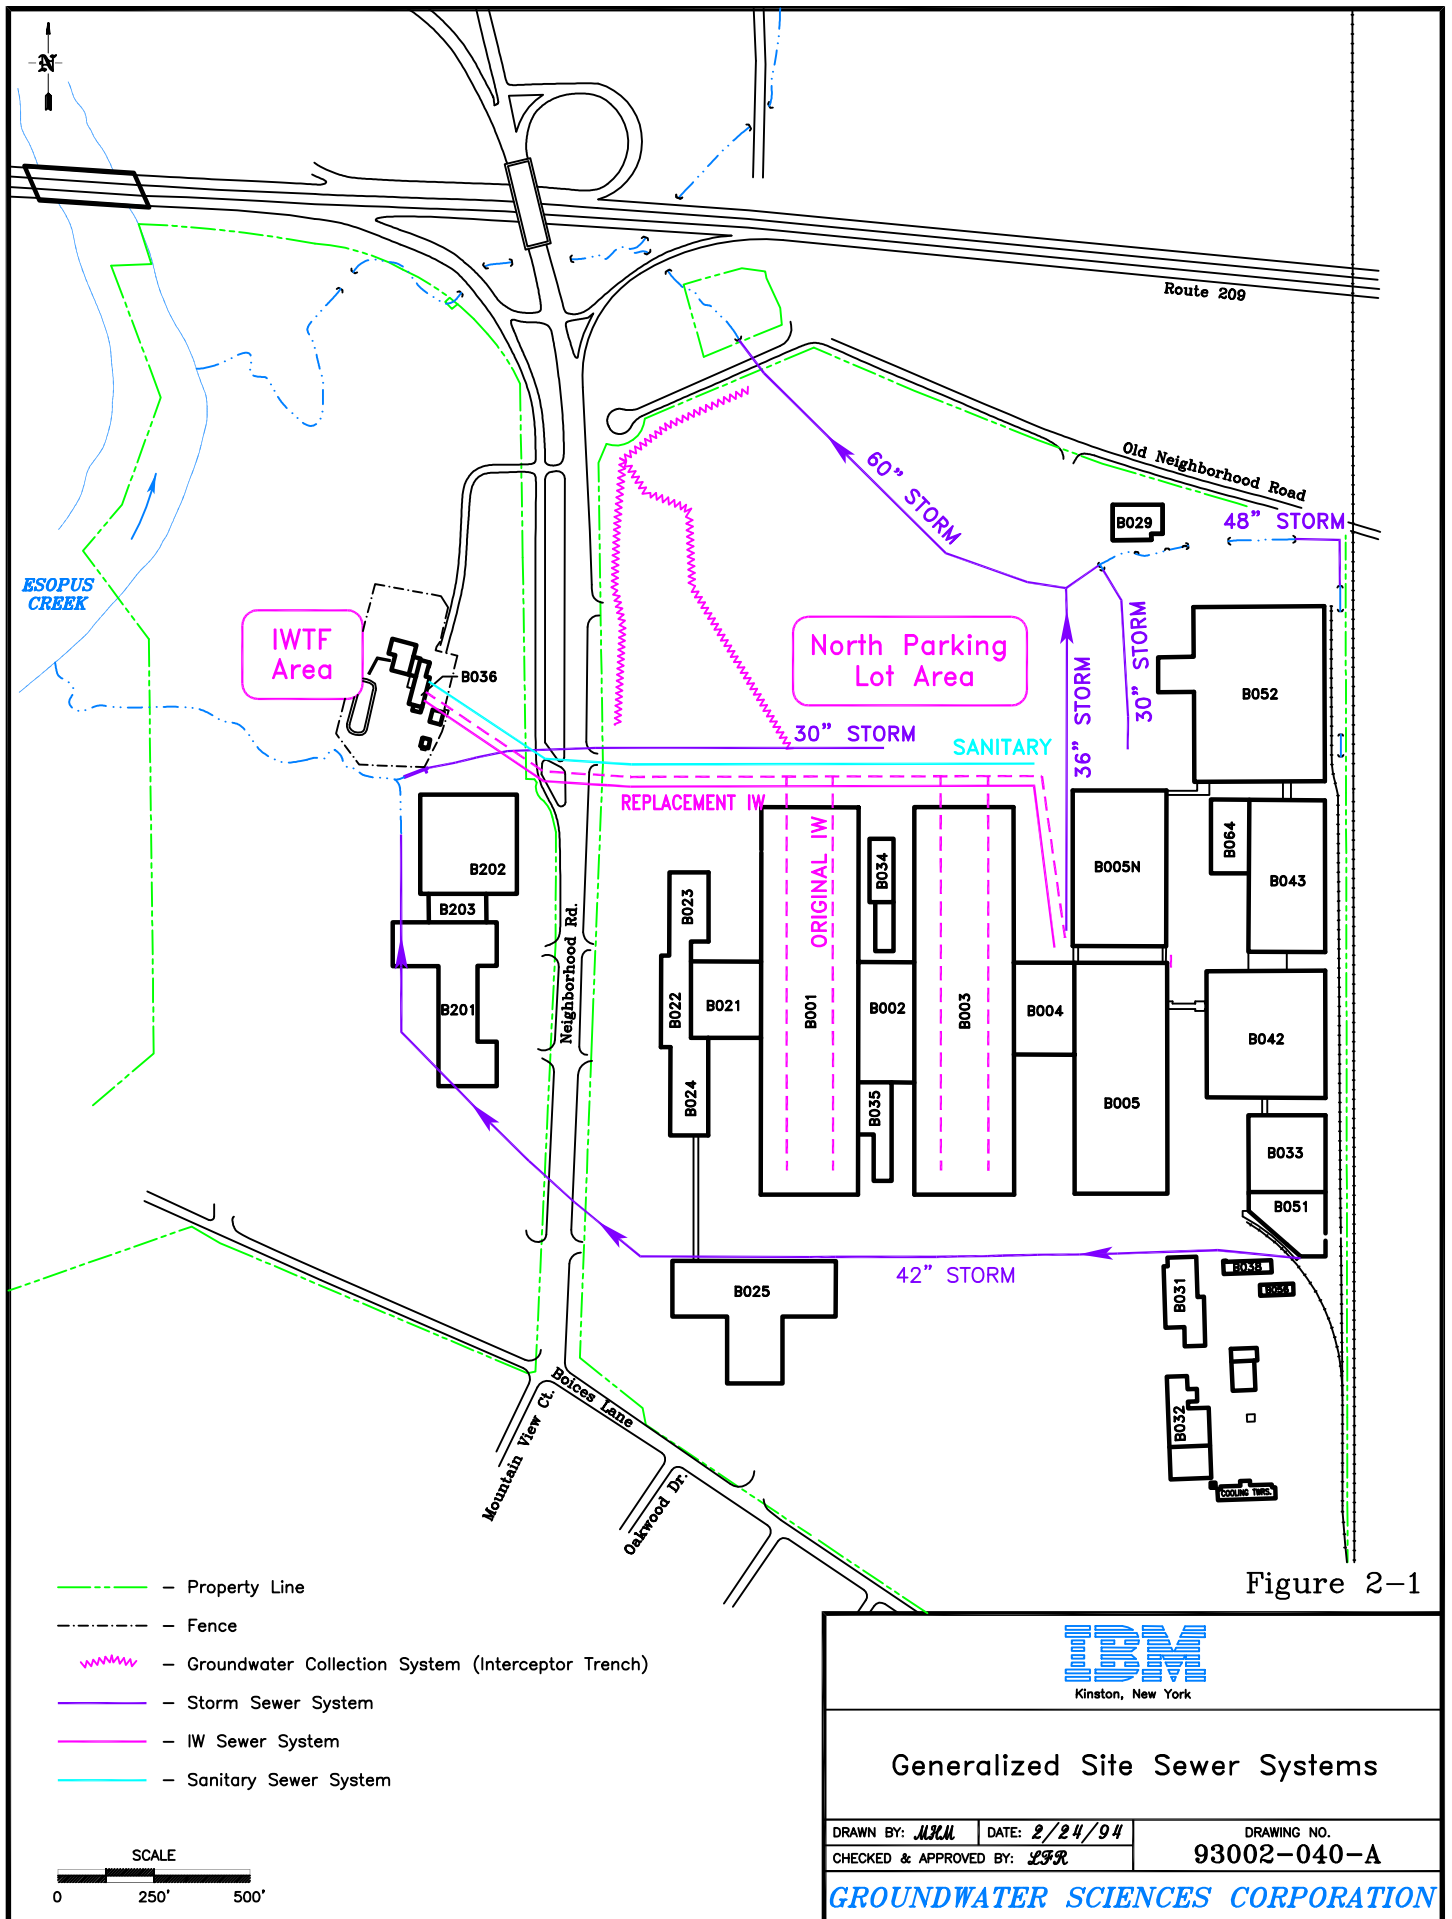 N
Route 209
Old Neighborhood Road
60" STORM
B029
48" STORM
ESOPUS
CREEK
IWTF
Area
B036
North Parking
Lot Area
36" STORM
30" STORM
B052
30" STORM
SANITARY
REPLACEMENT IW
ORIGINAL IW
B202
B203
B201
Neighborhood Rd.
B023
B022
B021
B024
B001
B034
B002
B035
B003
B004
B005N
B005
B064
B043
B042
B033
B051
42" STORM
B025
B031
B038
B032
COOLING TWRS.
Boices Lane
Mountain View Ct.
Oakwood Dr.
Figure 2-1
- Property Line
- Fence
- Groundwater Collection System (Interceptor Trench)
- Storm Sewer System
- IW Sewer System
- Sanitary Sewer System
SCALE
0 250' 500'
IBM
Kinston, New York
Generalized Site Sewer Systems
DRAWN BY: MHM DATE: 2/24/94
CHECKED & APPROVED BY: LFR
DRAWING NO.
93002-040-A
GROUNDWATER SCIENCES CORPORATION